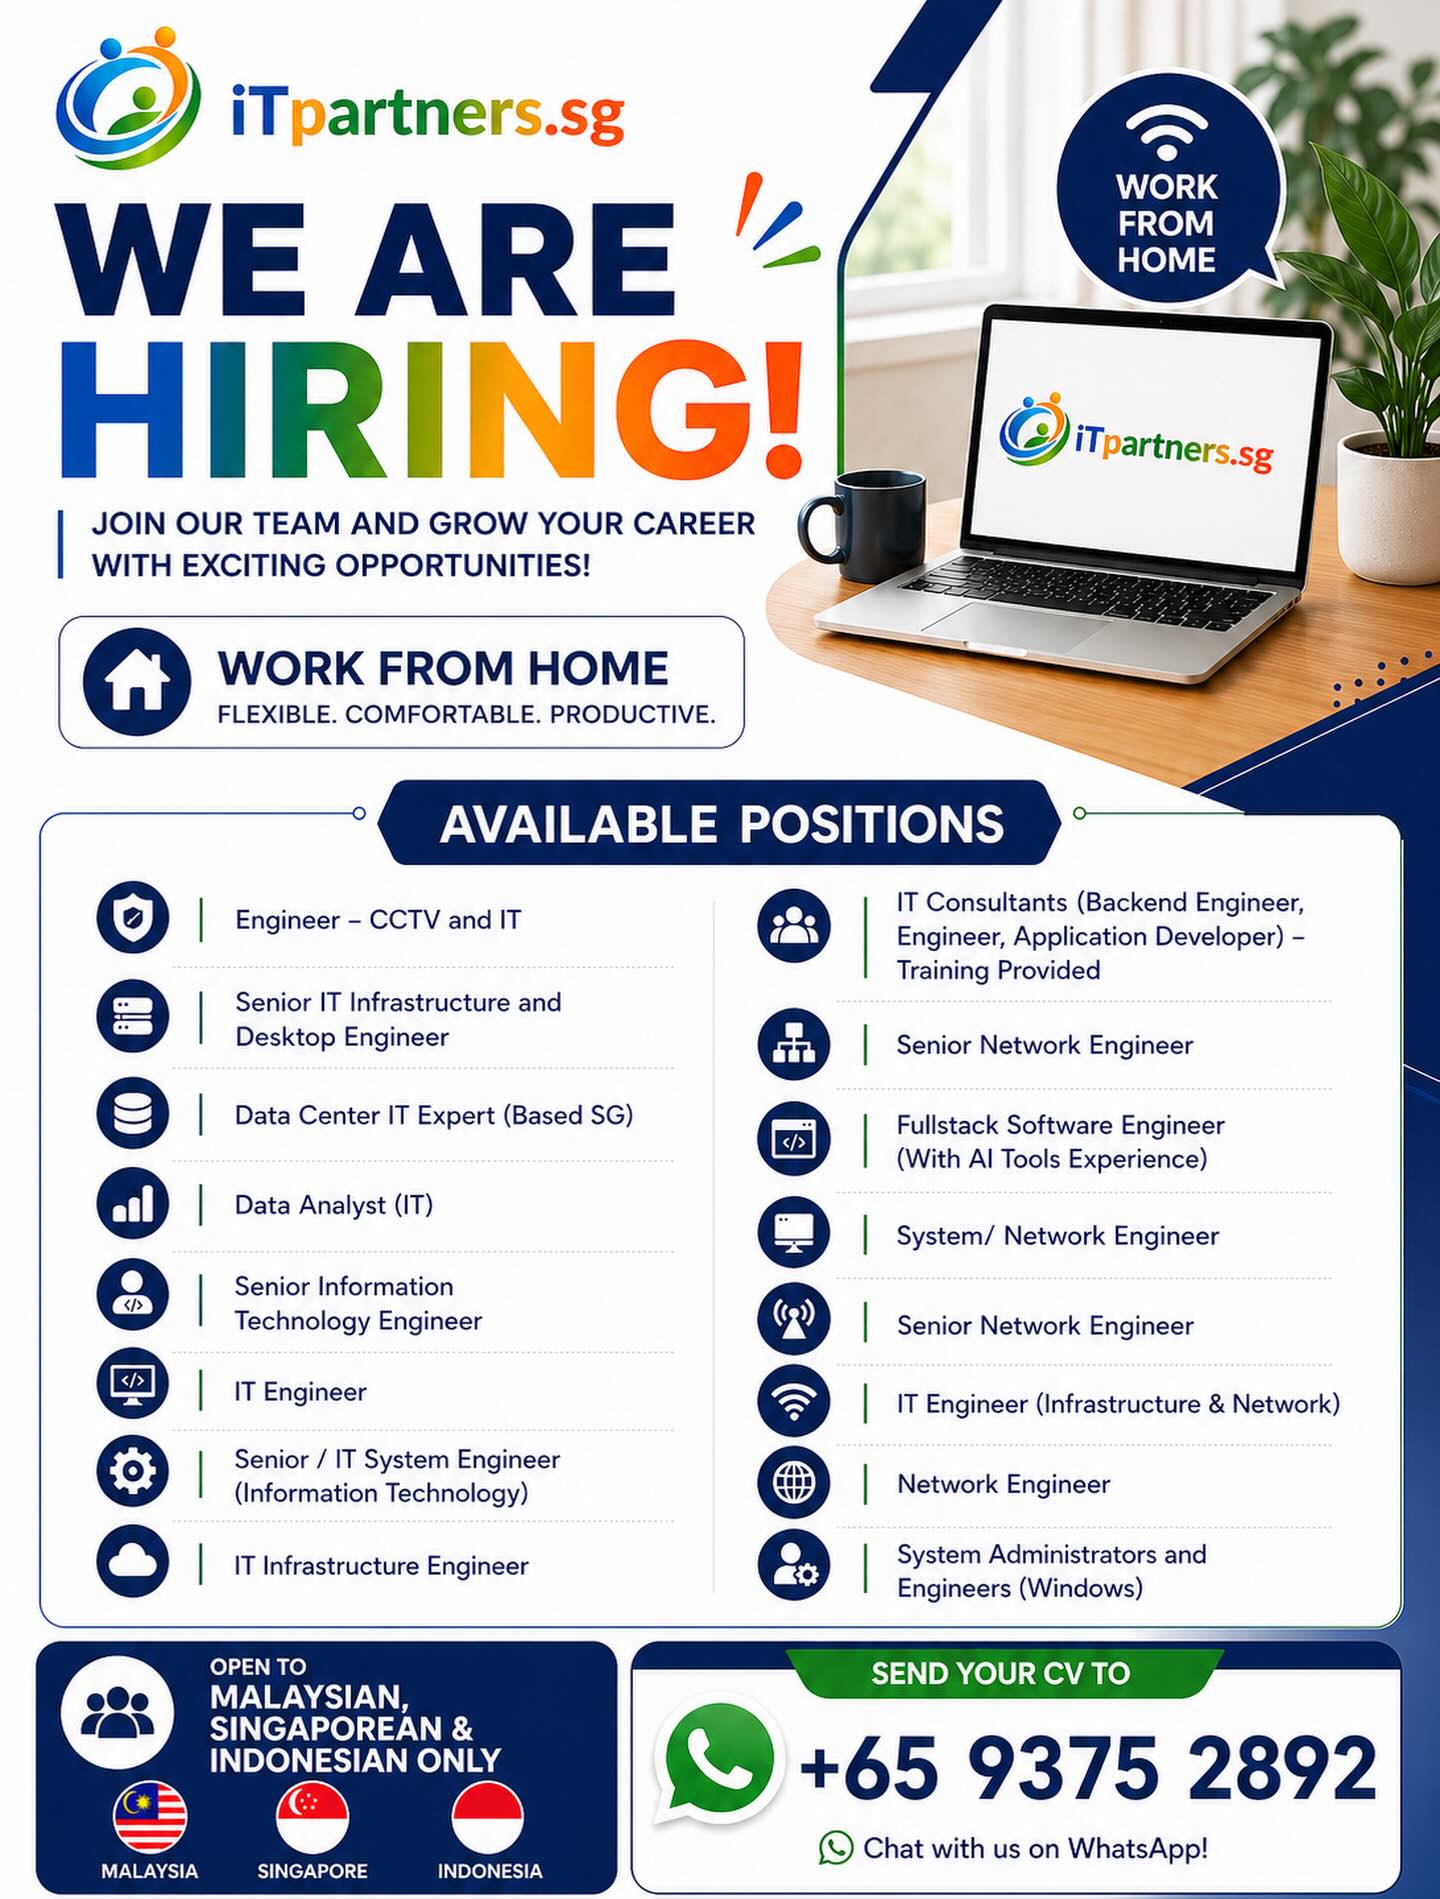 iTpartners.sg
WE ARE
HIRING!
JOIN OUR TEAM AND GROW YOUR CAREER
WITH EXCITING OPPORTUNITIES!
WORK FROM HOME
FLEXIBLE. COMFORTABLE. PRODUCTIVE.
WORK
FROM
HOME
iTpartners.sg
AVAILABLE POSITIONS
Engineer – CCTV and IT
Senior IT Infrastructure and
Desktop Engineer
Data Center IT Expert (Based SG)
Data Analyst (IT)
Senior Information
Technology Engineer
IT Engineer
Senior / IT System Engineer
(Information Technology)
IT Infrastructure Engineer
IT Consultants (Backend Engineer,
Engineer, Application Developer) –
Training Provided
Senior Network Engineer
Fullstack Software Engineer
(With AI Tools Experience)
System/ Network Engineer
Senior Network Engineer
IT Engineer (Infrastructure & Network)
Network Engineer
System Administrators and
Engineers (Windows)
OPEN TO
MALAYSIAN,
SINGAPOREAN &
INDONESIAN ONLY
MALAYSIA
SINGAPORE
INDONESIA
SEND YOUR CV TO
+65 9375 2892
Chat with us on WhatsApp!